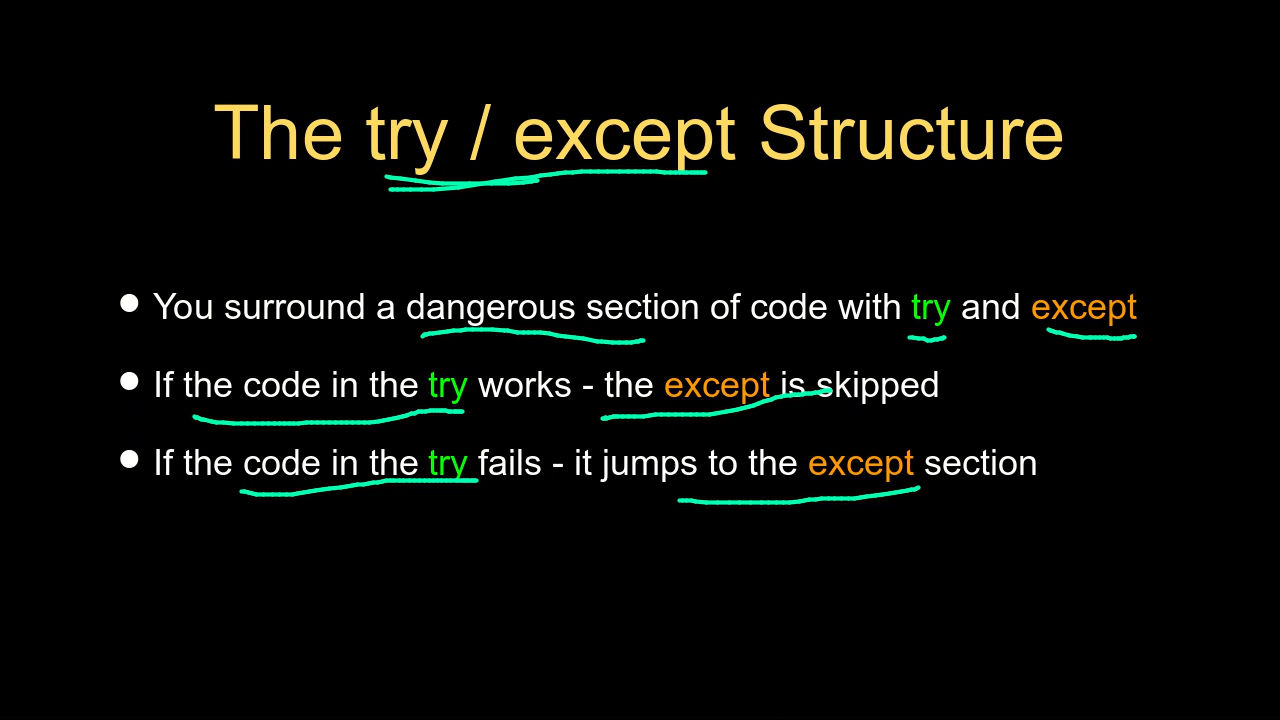 The try / except Structure
● You surround a dangerous section of code with try and except
● If the code in the try works - the except is skipped
● If the code in the try fails - it jumps to the except section